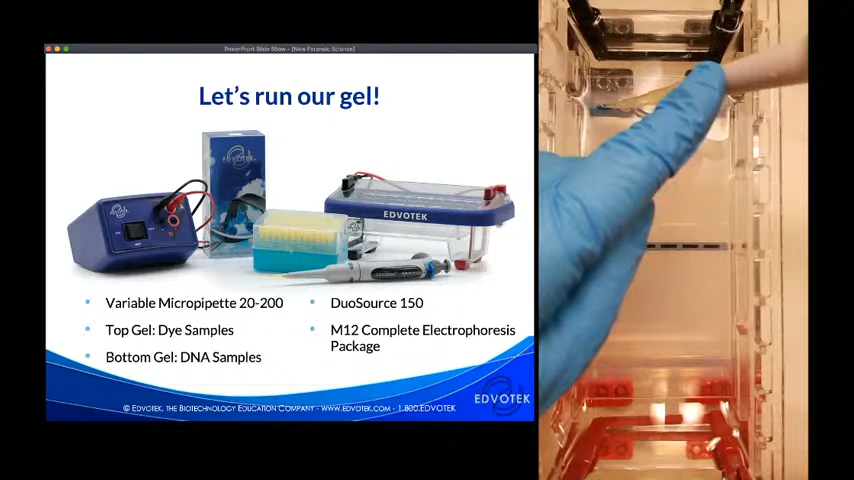 PowerPoint Slide Show - [New Forensic Science]
Let's run our gel!
EDVOTEK
EDVOTEK
• Variable Micropipette 20-200
• Top Gel: Dye Samples
• Bottom Gel: DNA Samples
• DuoSource 150
• M12 Complete Electrophoresis
Package
© EDVOTEK, THE BIOTECHNOLOGY EDUCATION COMPANY - WWW.EDVOTEK.COM - 1.800.EDVOTEK
EDVOTEK